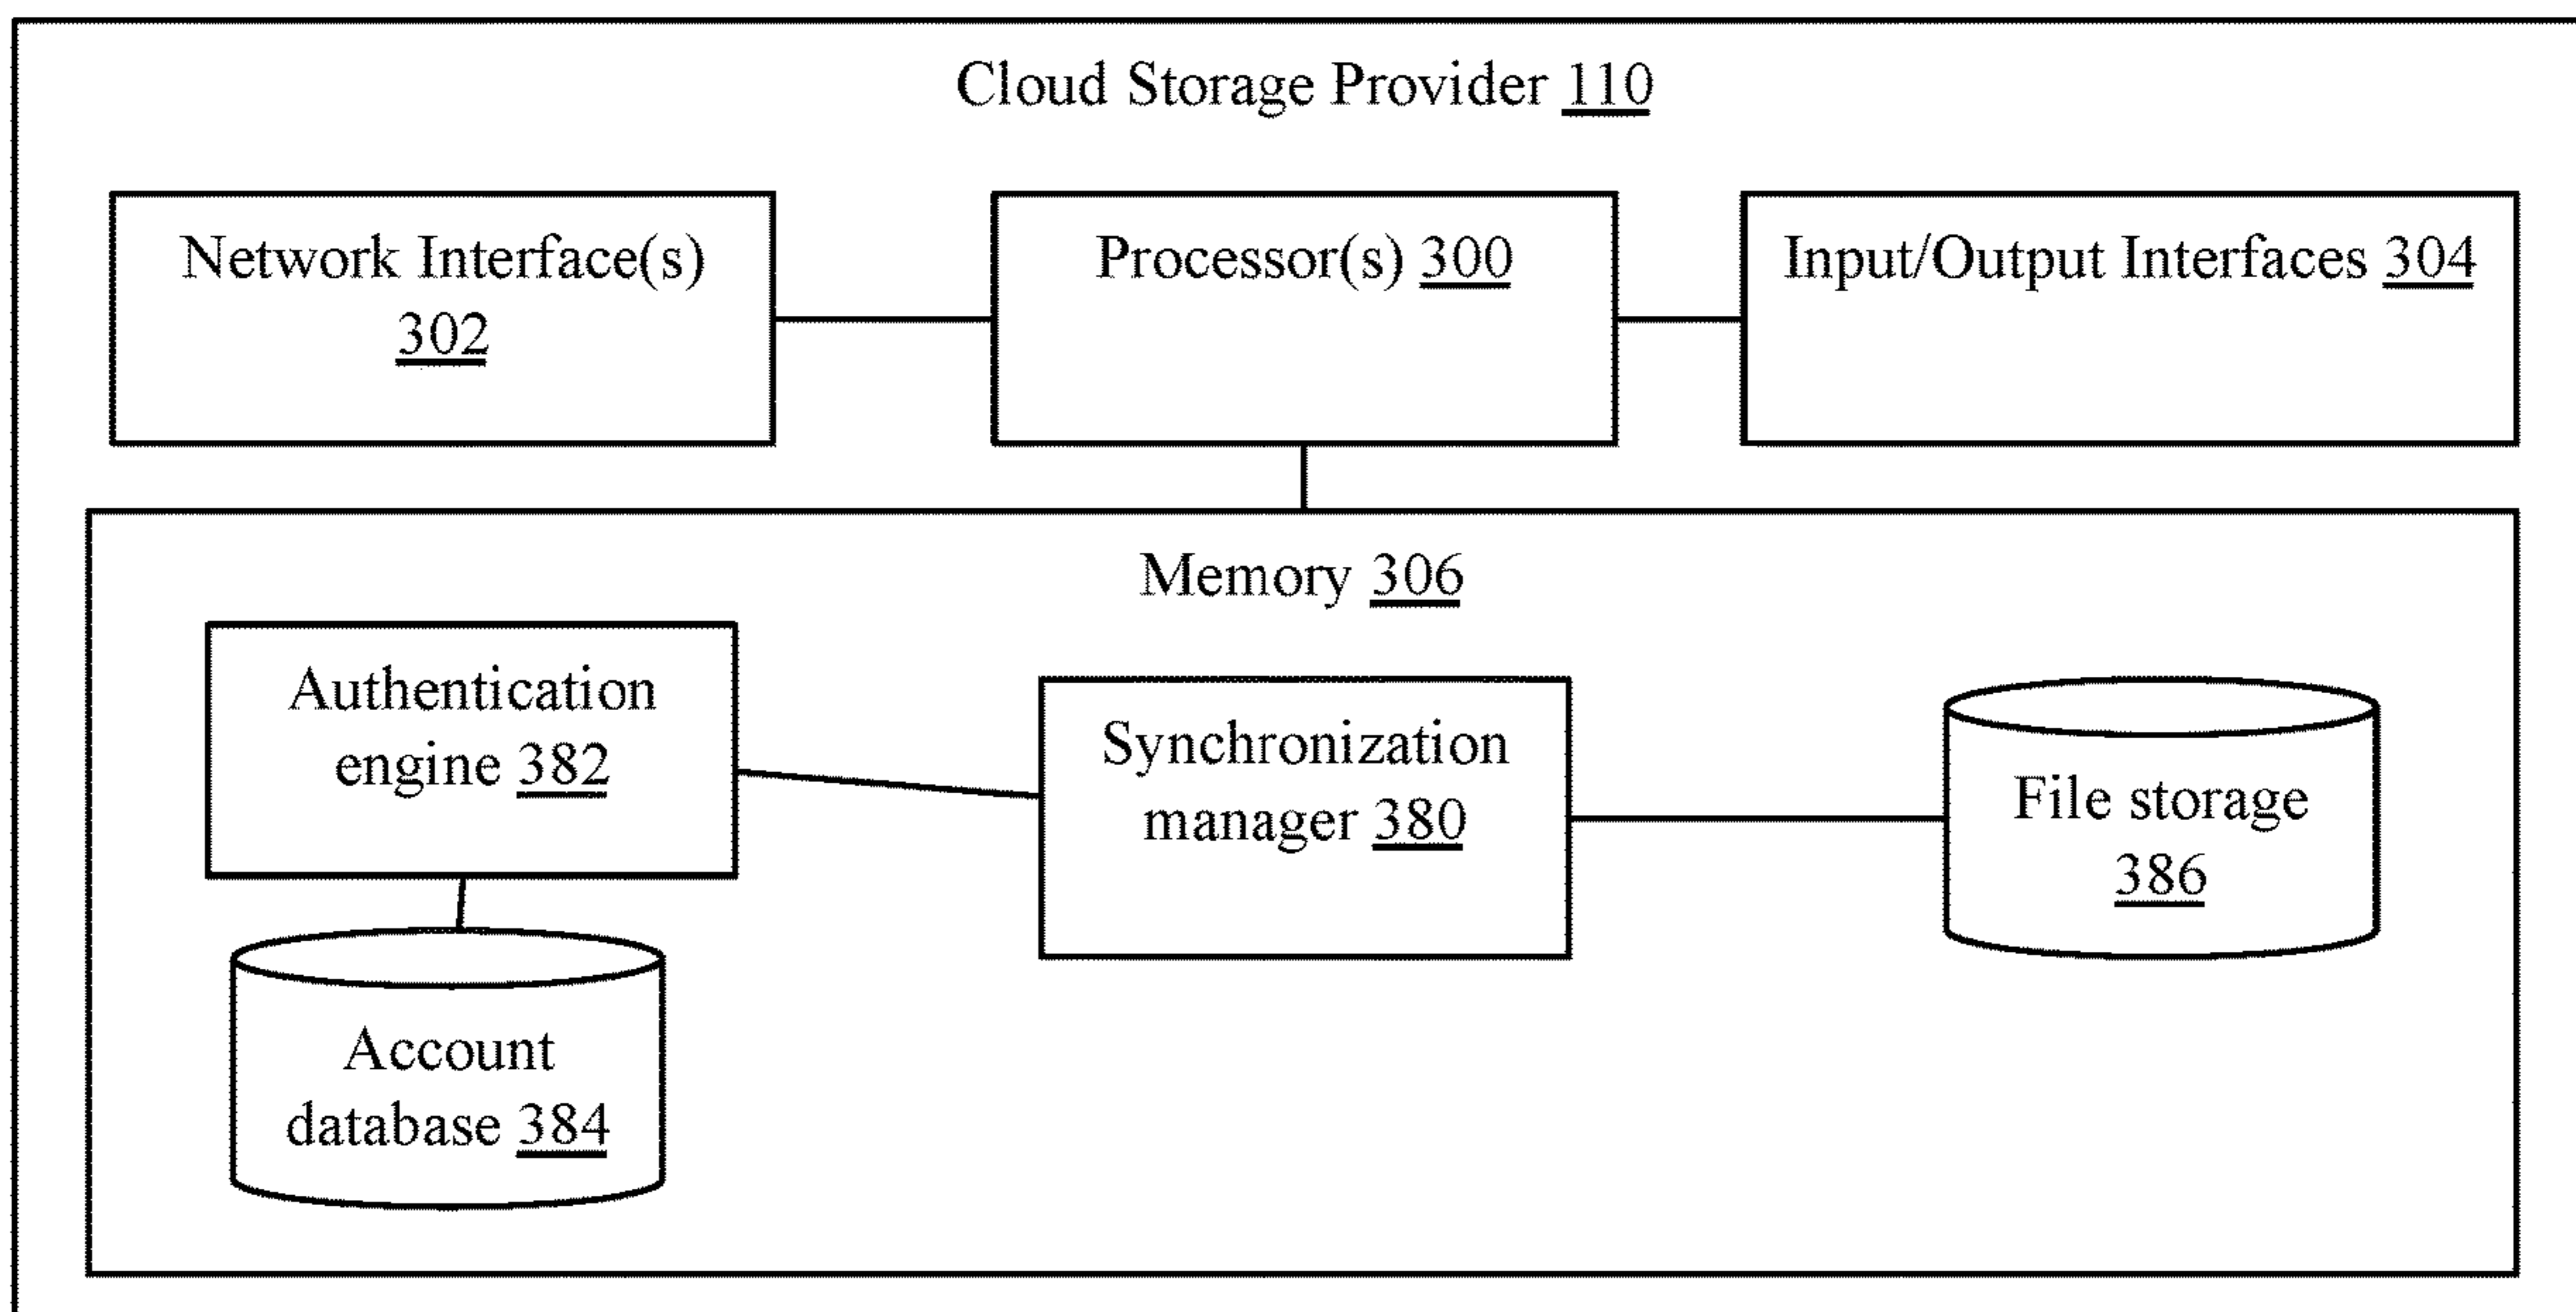 Cloud Storage Provider 110
Network Interface(s)
302
Processor(s) 300
Input/Output Interfaces 304
Memory 306
Authentication
engine 382
Synchronization
manager 380
File storage
386
Account
database 384